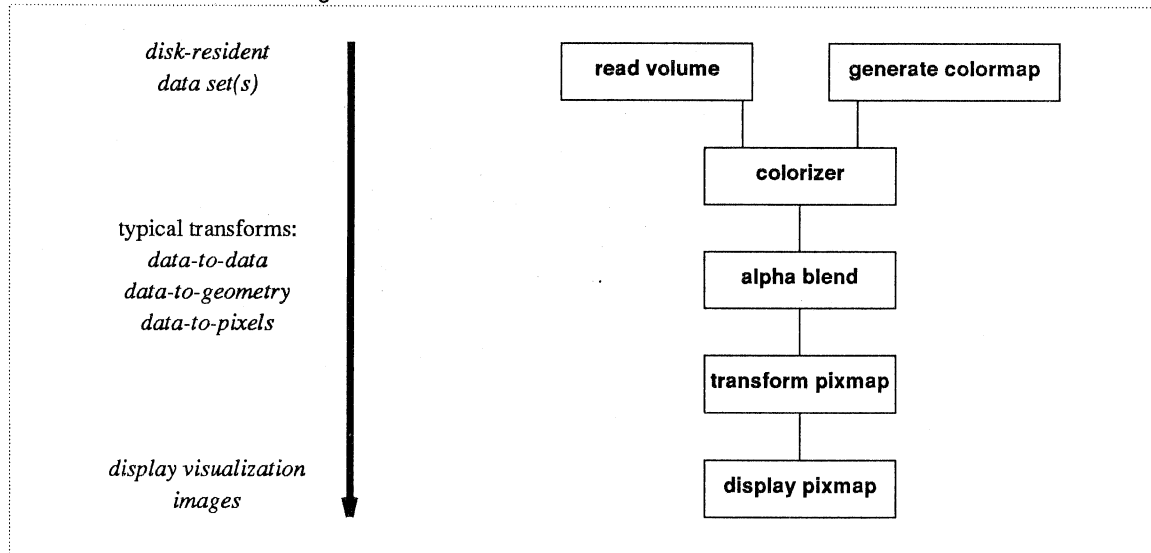 disk-resident
data set(s)
typical transforms:
data-to-data
data-to-geometry
data-to-pixels
display visualization
images
read volume
generate colormap
colorizer
alpha blend
transform pixmap
display pixmap